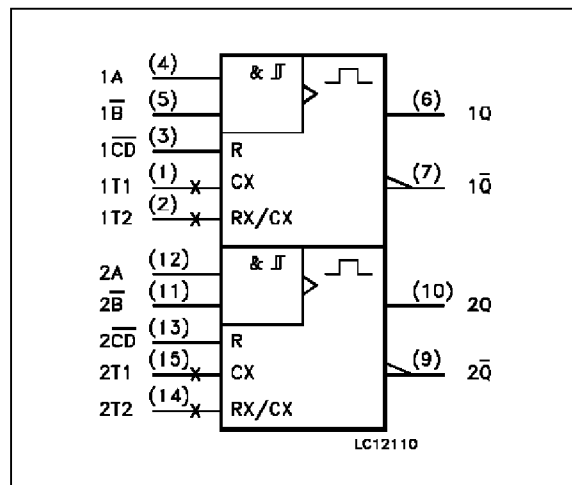 1A (4) & 1Q
1B̅ (5) (6)
1C̅D̅ (3) R
1T1 (1) X CX (7) 1Q̅
1T2 (2) X RX/CX
2A (12) &
2B̅ (11) (10) 2Q
2C̅D̅ (13) R
2T1 (15) X CX (9) 2Q̅
2T2 (14) X RX/CX
LC12110